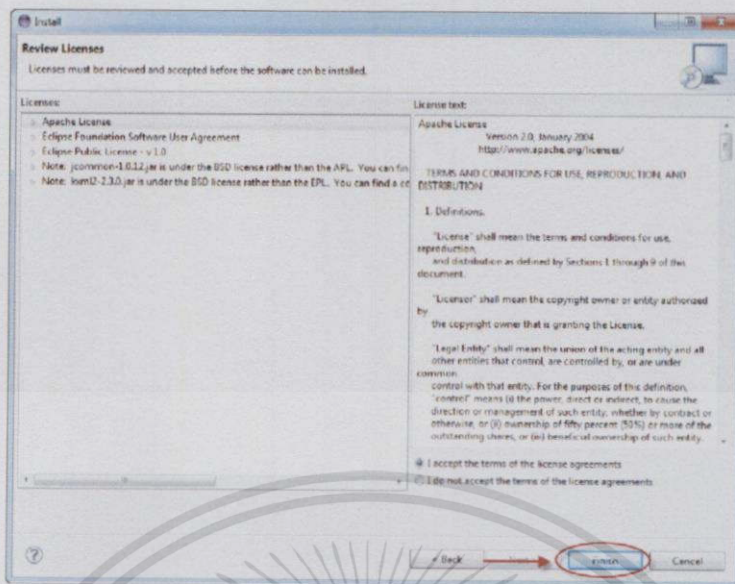 Install
Review Licenses
Licenses must be reviewed and accepted before the software can be installed.
Licenses:
Apache License
Eclipse Foundation Software User Agreement
Eclipse Public License - v 1.0
Note: jcommon-1.0.12.jar is under the BSD license rather than the APL. You can fin
Note: kxml2-2.3.0.jar is under the BSD license rather than the EPL. You can find a co
License text:
Apache License
Version 2.0, January 2004
http://www.apache.org/licenses/
TERMS AND CONDITIONS FOR USE, REPRODUCTION, AND
DISTRIBUTION
1. Definitions.
"License" shall mean the terms and conditions for use,
reproduction,
and distribution as defined by Sections 1 through 9 of this
document.
"Licensor" shall mean the copyright owner or entity authorized
by
the copyright owner that is granting the License.
"Legal Entity" shall mean the union of the acting entity and all
other entities that control, are controlled by, or are under
common
control with that entity. For the purposes of this definition,
"control" means (i) the power, direct or indirect, to cause the
direction or management of such entity, whether by contract or
otherwise, or (ii) ownership of fifty percent (50%) or more of the
outstanding shares, or (iii) beneficial ownership of such entity.
I accept the terms of the license agreements
I do not accept the terms of the license agreements
< Back Next Finish Cancel